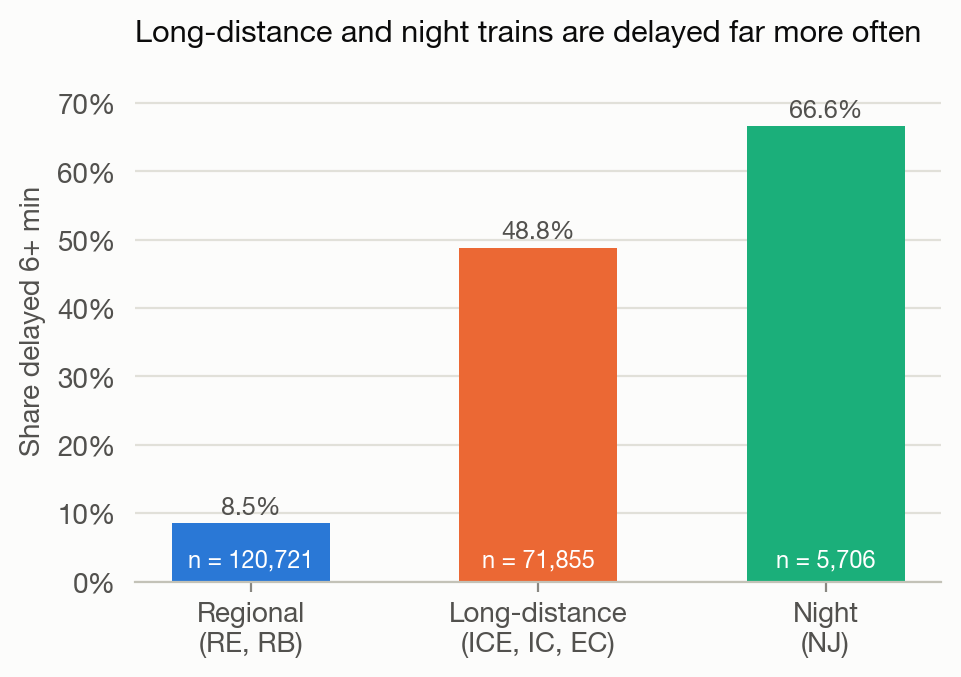 Long-distance and night trains are delayed far more often
Share delayed 6+ min
70%
60%
50%
40%
30%
20%
10%
0%
8.5%
48.8%
66.6%
n = 120,721
n = 71,855
n = 5,706
Regional
(RE, RB)
Long-distance
(ICE, IC, EC)
Night
(NJ)